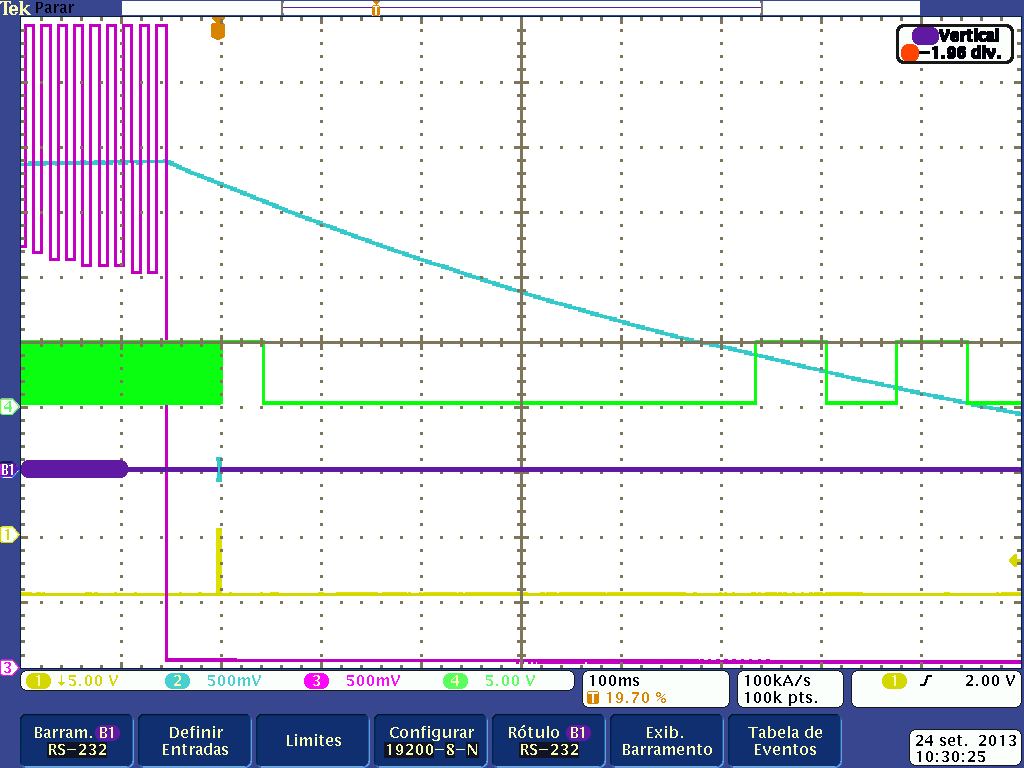 Tek Parar
T
Vertical
-1.96 div.
4
B1
1
3
1 ↓5.00 V 2 500mV 3 500mV 4 5.00 V
100ms
T 19.70 %
100kA/s
100k pts.
1 2.00 V
Barram. B1
RS-232
Definir
Entradas
Limites
Configurar
19200-8-N
Rótulo B1
RS-232
Exib.
Barramento
Tabela de
Eventos
24 set. 2013
10:30:25